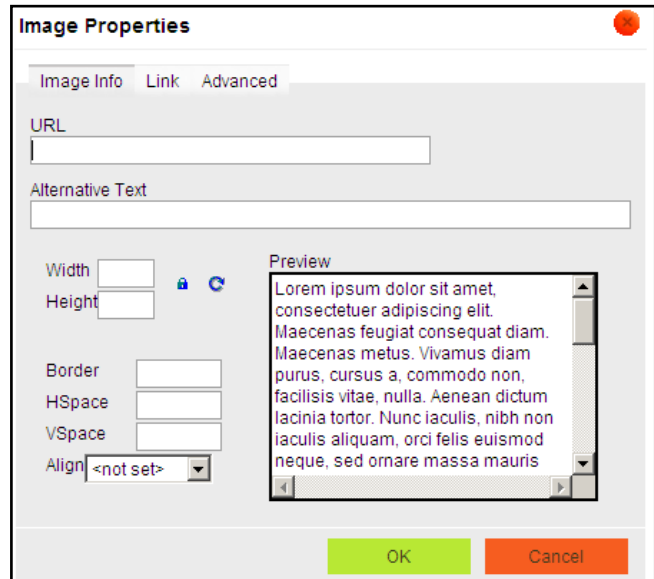 Image Properties
Image Info Link Advanced
URL
Alternative Text
Width
Height
Preview
Lorem ipsum dolor sit amet,
consectetuer adipiscing elit.
Maecenas feugiat consequat diam.
Maecenas metus. Vivamus diam
purus, cursus a, commodo non,
facilisis vitae, nulla. Aenean dictum
lacinia tortor. Nunc iaculis, nibh non
iaculis aliquam, orci felis euismod
neque, sed ornare massa mauris
Border
HSpace
VSpace
Align <not set>
OK Cancel